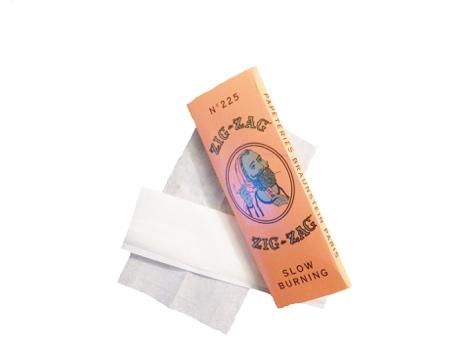 N°225
ZIG-ZAG
ZIG-ZAG
SLOW
BURNING
PAPETERIES BRAUNSTEIN PARIS